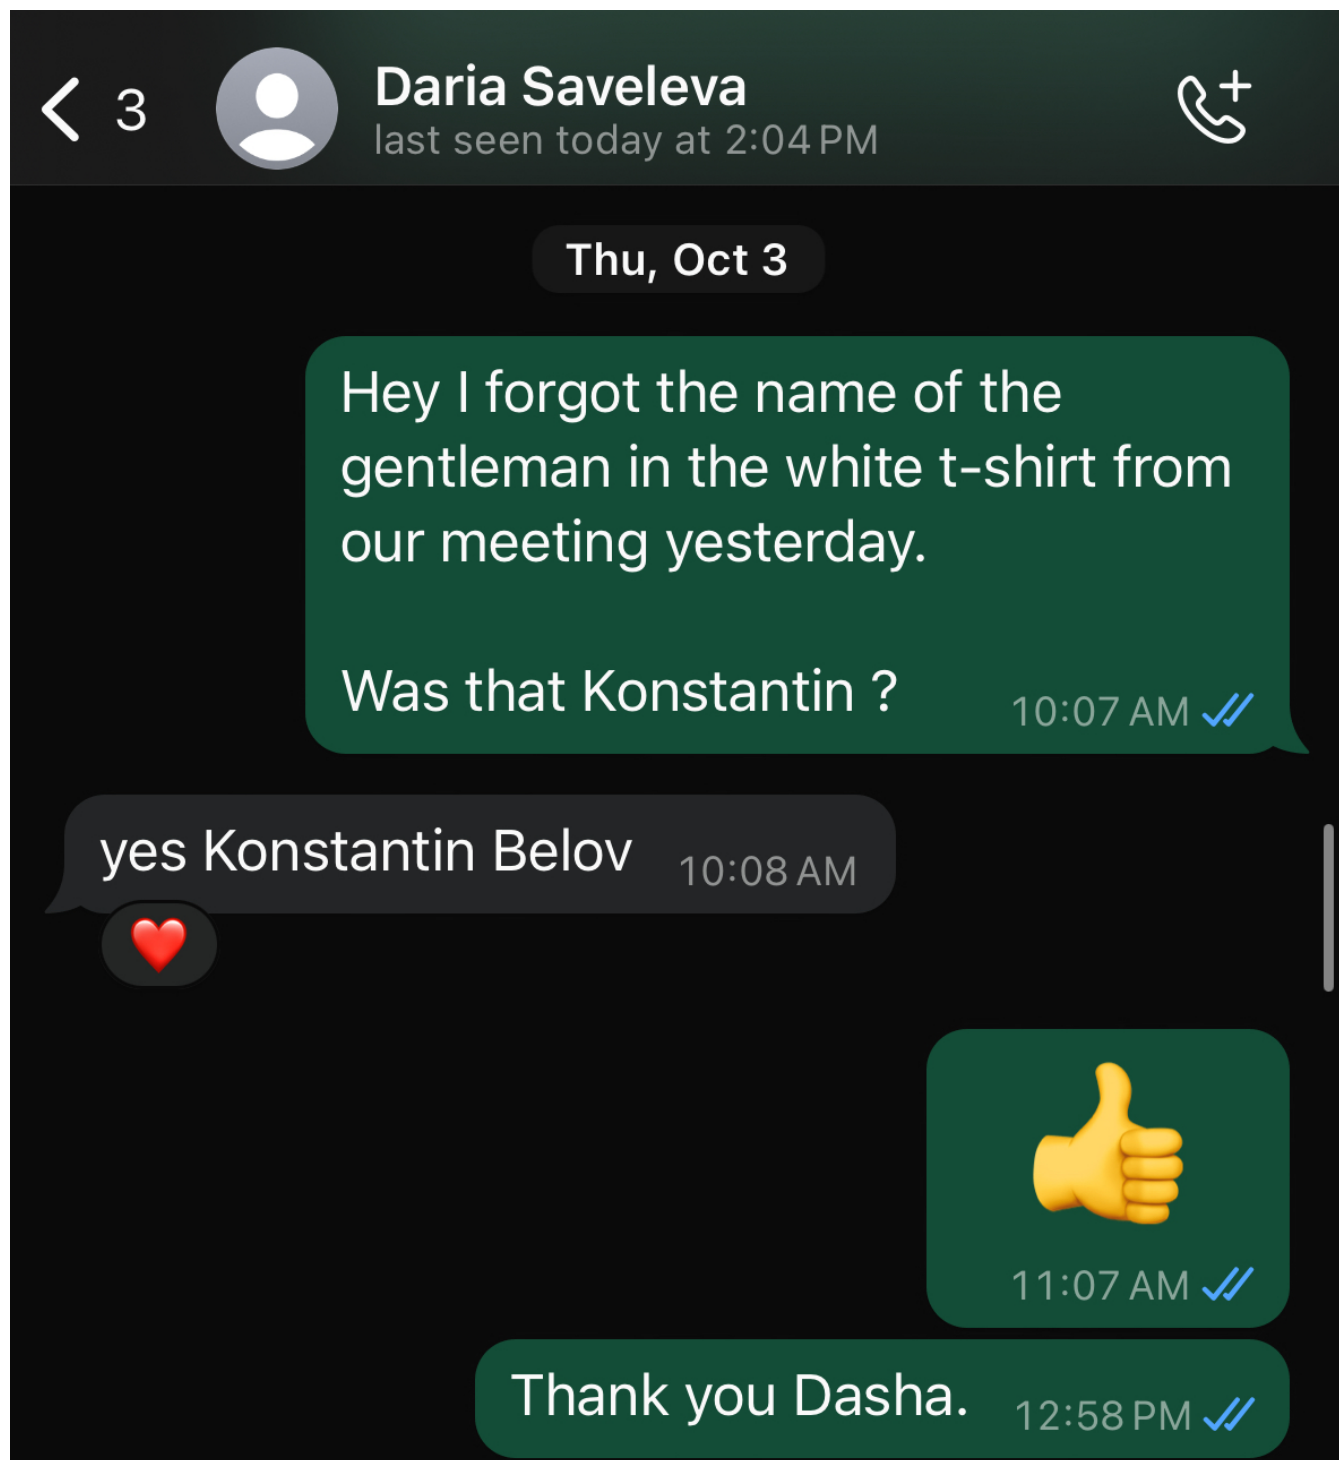 3
Daria Saveleva
last seen today at 2:04 PM
Thu, Oct 3
Hey I forgot the name of the
gentleman in the white t-shirt from
our meeting yesterday.
Was that Konstantin ?
10:07 AM
yes Konstantin Belov
10:08 AM
❤️
👍
11:07 AM
Thank you Dasha.
12:58 PM